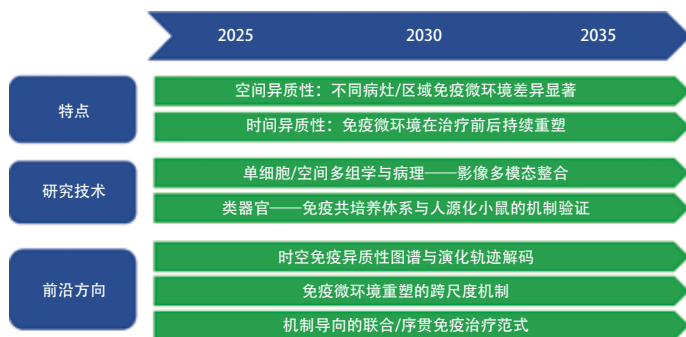 2025 2030 2035
特点
空间异质性：不同病灶/区域免疫微环境差异显著
时间异质性：免疫微环境在治疗前后持续重塑
研究技术
单细胞/空间多组学与病理——影像多模态整合
类器官——免疫共培养体系与人源化小鼠的机制验证
前沿方向
时空免疫异质性图谱与演化轨迹解码
免疫微环境重塑的跨尺度机制
机制导向的联合/序贯免疫治疗范式